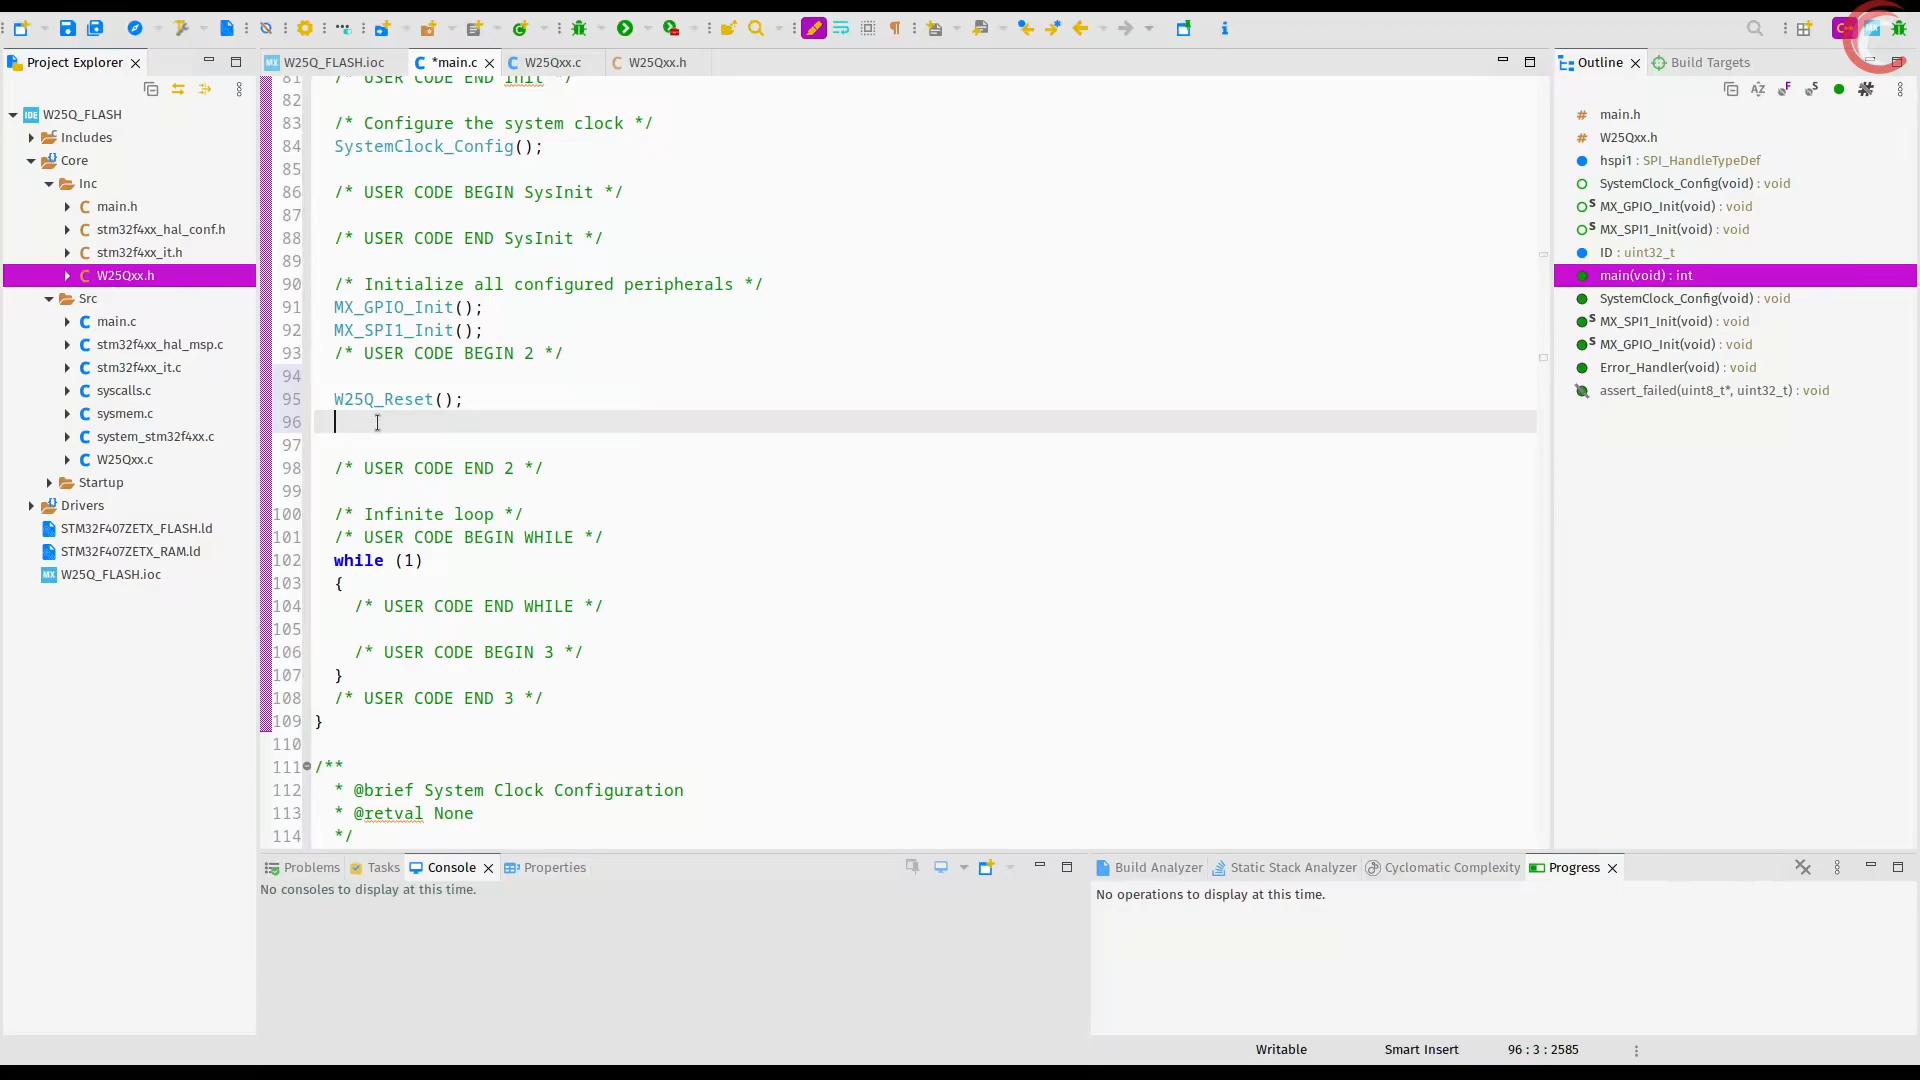 Project Explorer
W25Q_FLASH
Includes
Core
Inc
main.h
stm32f4xx_hal_conf.h
stm32f4xx_it.h
W25Qxx.h
Src
main.c
stm32f4xx_hal_msp.c
stm32f4xx_it.c
syscalls.c
sysmem.c
system_stm32f4xx.c
W25Qxx.c
Startup
Drivers
STM32F407ZETX_FLASH.ld
STM32F407ZETX_RAM.ld
W25Q_FLASH.ioc
W25Q_FLASH.ioc *main.c W25Qxx.c W25Qxx.h
81 /* USER CODE END Init */
82
83 /* Configure the system clock */
84 SystemClock_Config();
85
86 /* USER CODE BEGIN SysInit */
87
88 /* USER CODE END SysInit */
89
90 /* Initialize all configured peripherals */
91 MX_GPIO_Init();
92 MX_SPI1_Init();
93 /* USER CODE BEGIN 2 */
94
95 W25Q_Reset();
96
97
98 /* USER CODE END 2 */
99
100 /* Infinite loop */
101 /* USER CODE BEGIN WHILE */
102 while (1)
103 {
104 /* USER CODE END WHILE */
105
106 /* USER CODE BEGIN 3 */
107 }
108 /* USER CODE END 3 */
109 }
110
111 /**
112 * @brief System Clock Configuration
113 * @retval None
114 */
Outline Build Targets
main.h
W25Qxx.h
hspi1 : SPI_HandleTypeDef
SystemClock_Config(void) : void
S MX_GPIO_Init(void) : void
S MX_SPI1_Init(void) : void
ID : uint32_t
main(void) : int
SystemClock_Config(void) : void
S MX_SPI1_Init(void) : void
S MX_GPIO_Init(void) : void
Error_Handler(void) : void
assert_failed(uint8_t*, uint32_t) : void
Problems Tasks Console Properties
No consoles to display at this time.
Build Analyzer Static Stack Analyzer Cyclomatic Complexity Progress
No operations to display at this time.
Writable Smart Insert 96 : 3 : 2585